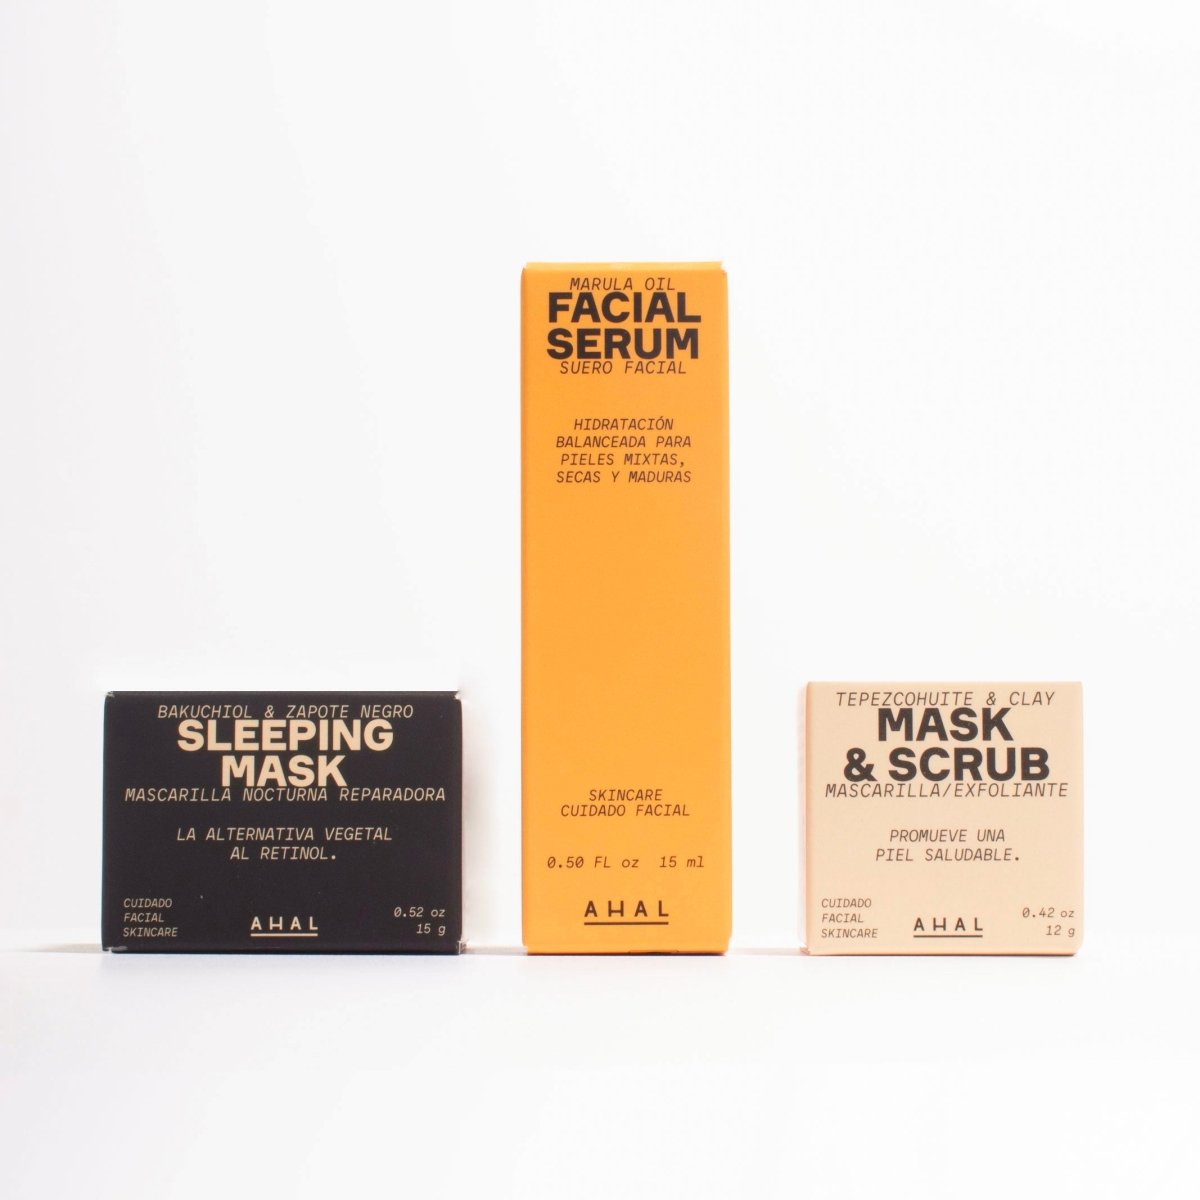 BAKUCHIOL & ZAPOTE NEGRO
SLEEPING
MASK
MASCARILLA NOCTURNA REPARADORA
LA ALTERNATIVA VEGETAL
AL RETINOL.
CUIDADO
FACIAL
SKINCARE
AHAL
0.52 oz
15 g
MARULA OIL
FACIAL
SERUM
SUERO FACIAL
HIDRATACIÓN
BALANCEADA PARA
PIELES MIXTAS,
SECAS Y MADURAS
SKINCARE
CUIDADO FACIAL
0.50 FL oz 15 ml
AHAL
TEPEZCOHUITE & CLAY
MASK
& SCRUB
MASCARILLA/EXFOLIANTE
PROMUEVE UNA
PIEL SALUDABLE.
CUIDADO
FACIAL
SKINCARE
AHAL
0.42 oz
12 g